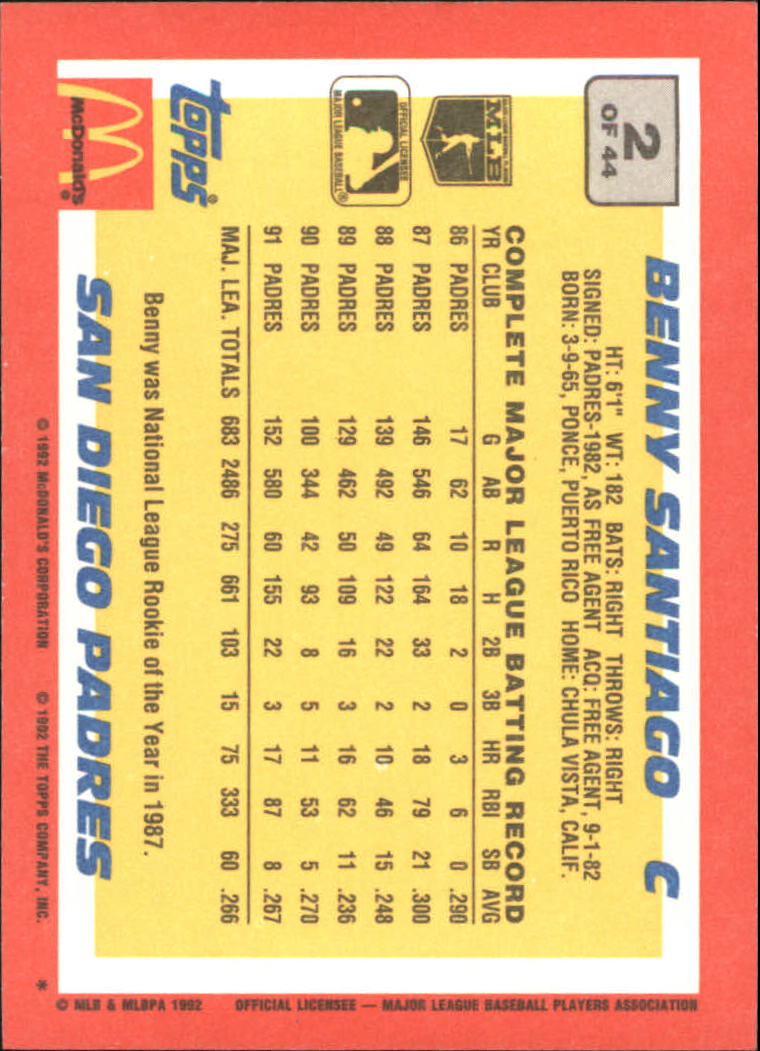 2
OF 44
BENNY SANTIAGO C
HT: 6'1" WT: 182 BATS: RIGHT THROWS: RIGHT
SIGNED: PADRES-1982, AS FREE AGENT ACQ: FREE AGENT, 9-1-82
BORN: 3-9-65, PONCE, PUERTO RICO HOME: CHULA VISTA, CALIF.
COMPLETE MAJOR LEAGUE BATTING RECORD
YR CLUB G AB R H 2B 3B HR RBI SB AVG
86 PADRES 17 62 10 18 2 0 3 6 0 .290
87 PADRES 146 546 64 164 33 2 18 79 21 .300
88 PADRES 139 492 49 122 22 2 10 46 15 .248
89 PADRES 129 462 50 109 16 3 16 62 11 .236
90 PADRES 100 344 42 93 8 5 11 53 5 .270
91 PADRES 152 580 60 155 22 3 17 87 8 .267
MAJ. LEA. TOTALS 683 2486 275 661 103 15 75 333 60 .266
Benny was National League Rookie of the Year in 1987.
SAN DIEGO PADRES
MLB
OFFICIAL LICENSEE
MAJOR LEAGUE BASEBALL®
TOPPS®
McDonald's®
© 1992 McDONALD'S CORPORATION © 1992 THE TOPPS COMPANY, INC. *
© MLB & MLBPA 1992 OFFICIAL LICENSEE — MAJOR LEAGUE BASEBALL PLAYERS ASSOCIATION